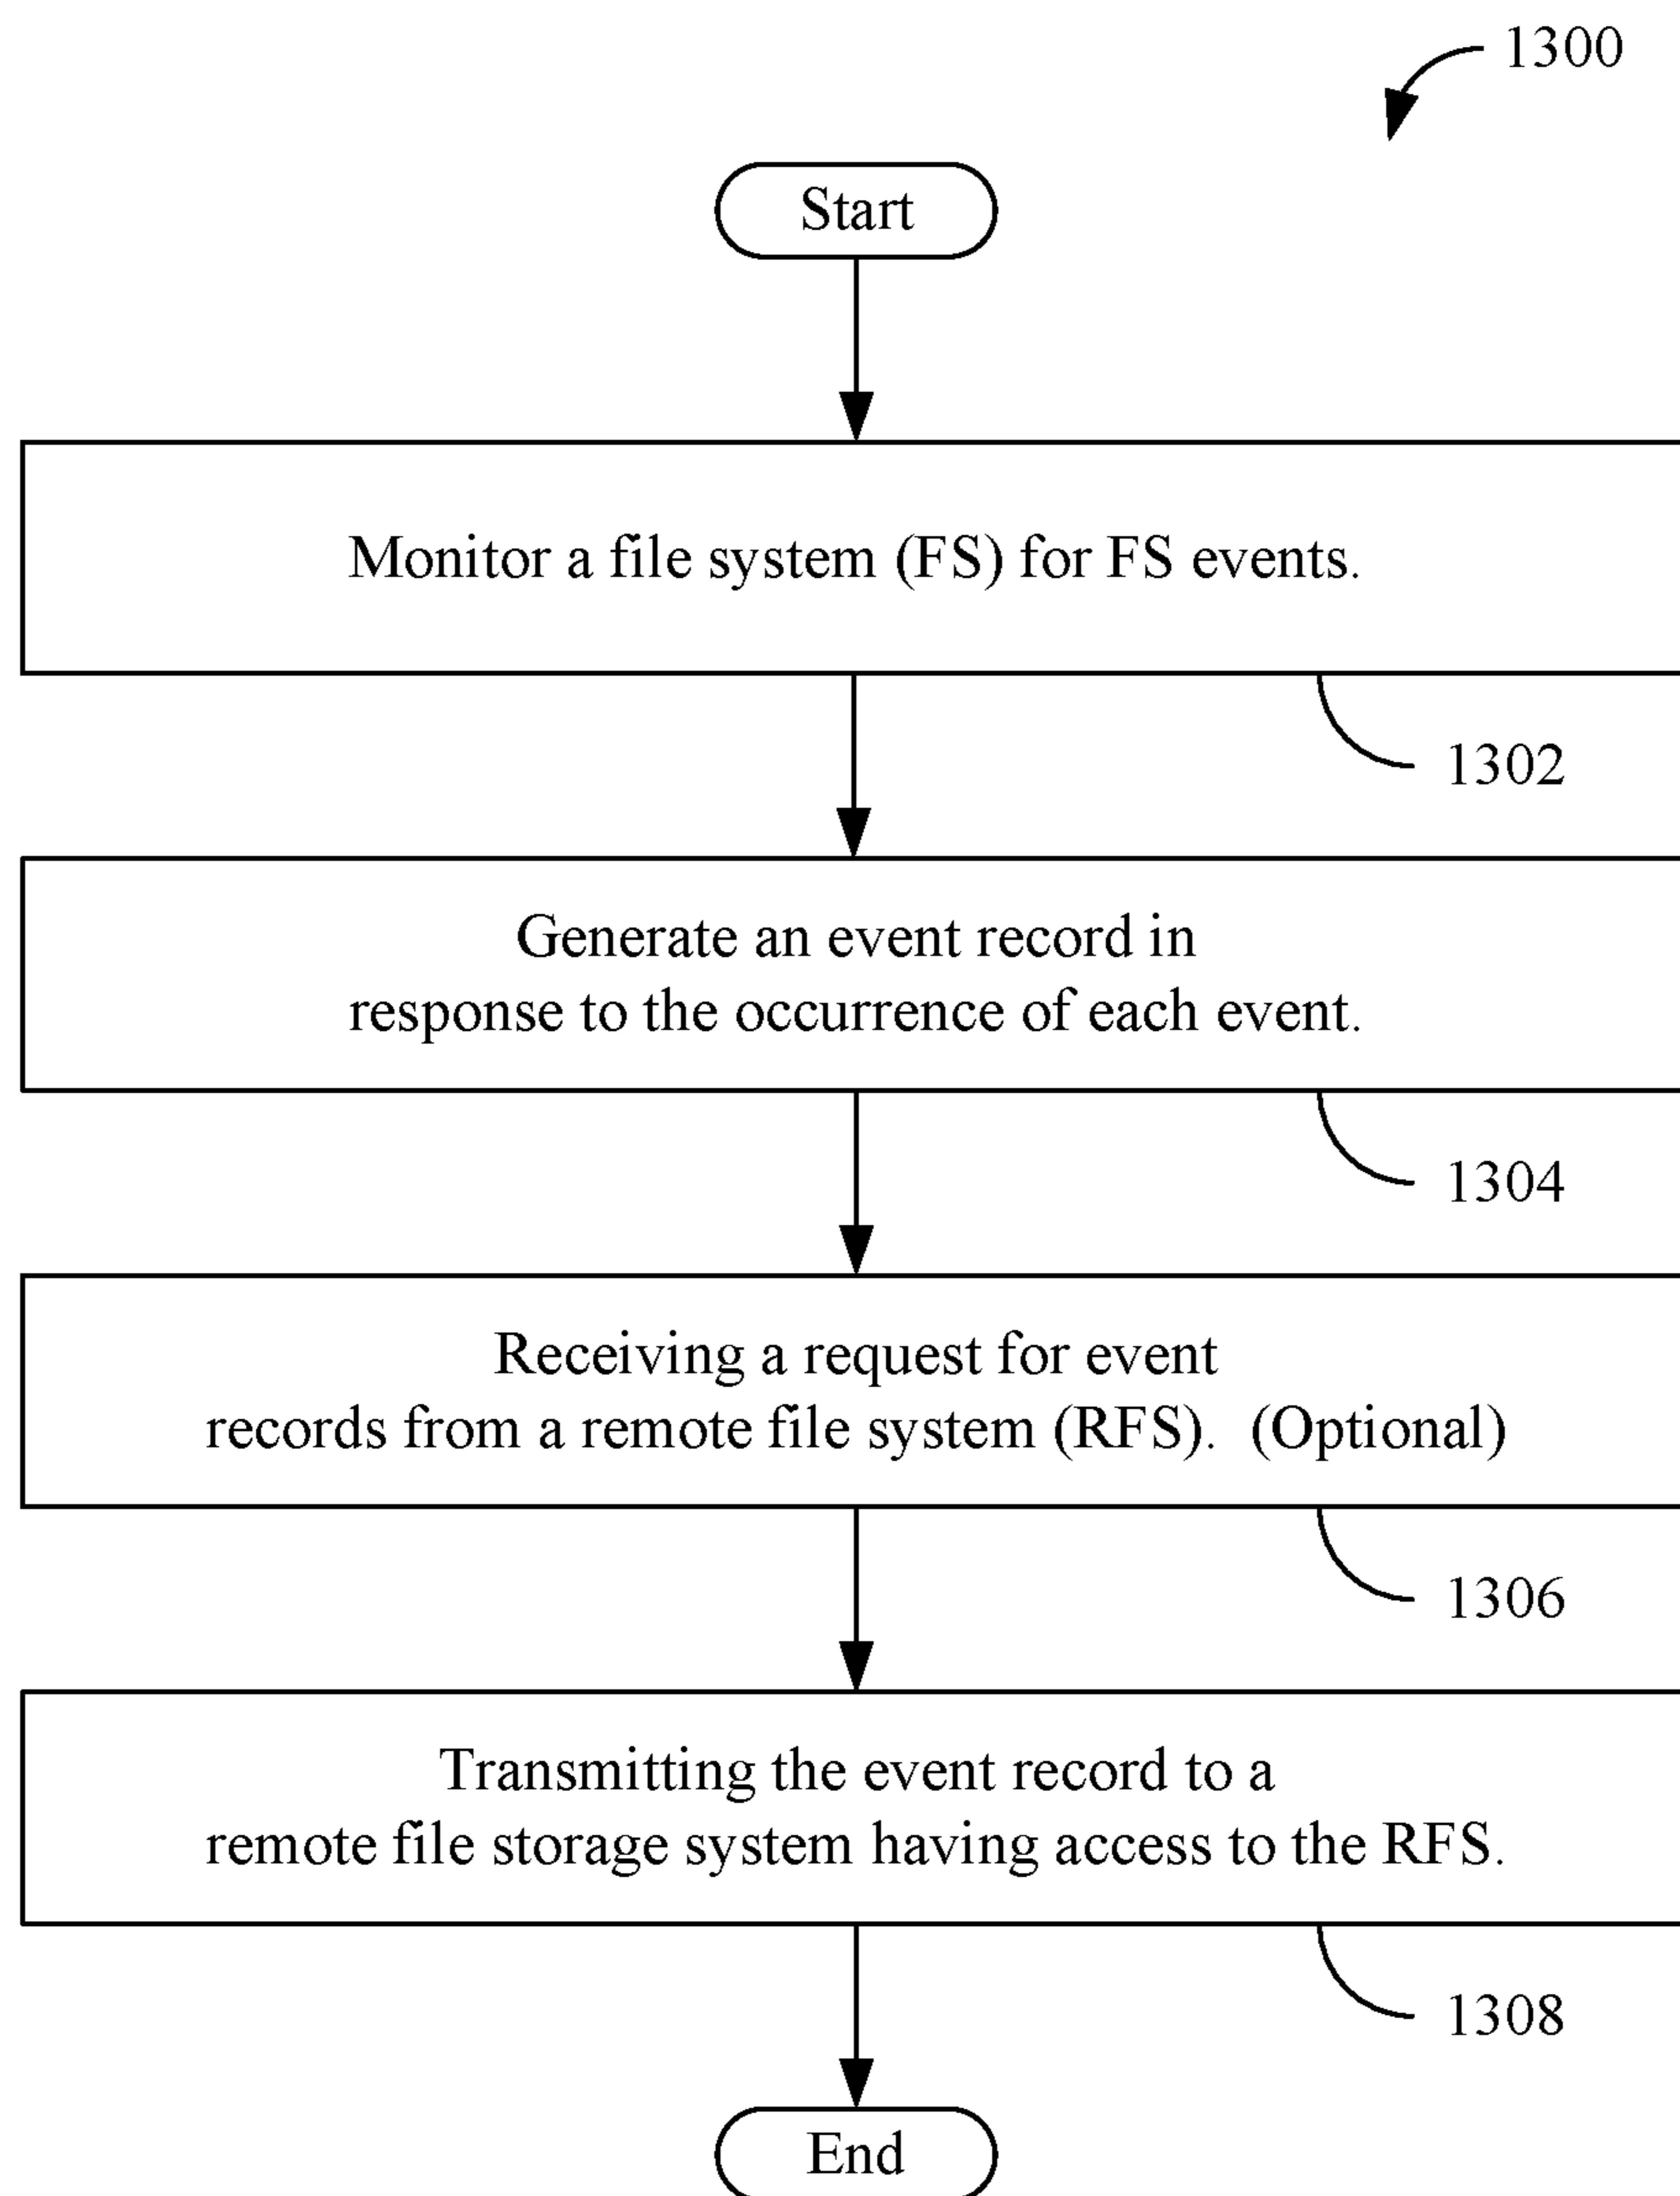 1300
Start
Monitor a file system (FS) for FS events.
1302
Generate an event record in
response to the occurrence of each event.
1304
Receiving a request for event
records from a remote file system (RFS). (Optional)
1306
Transmitting the event record to a
remote file storage system having access to the RFS.
1308
End